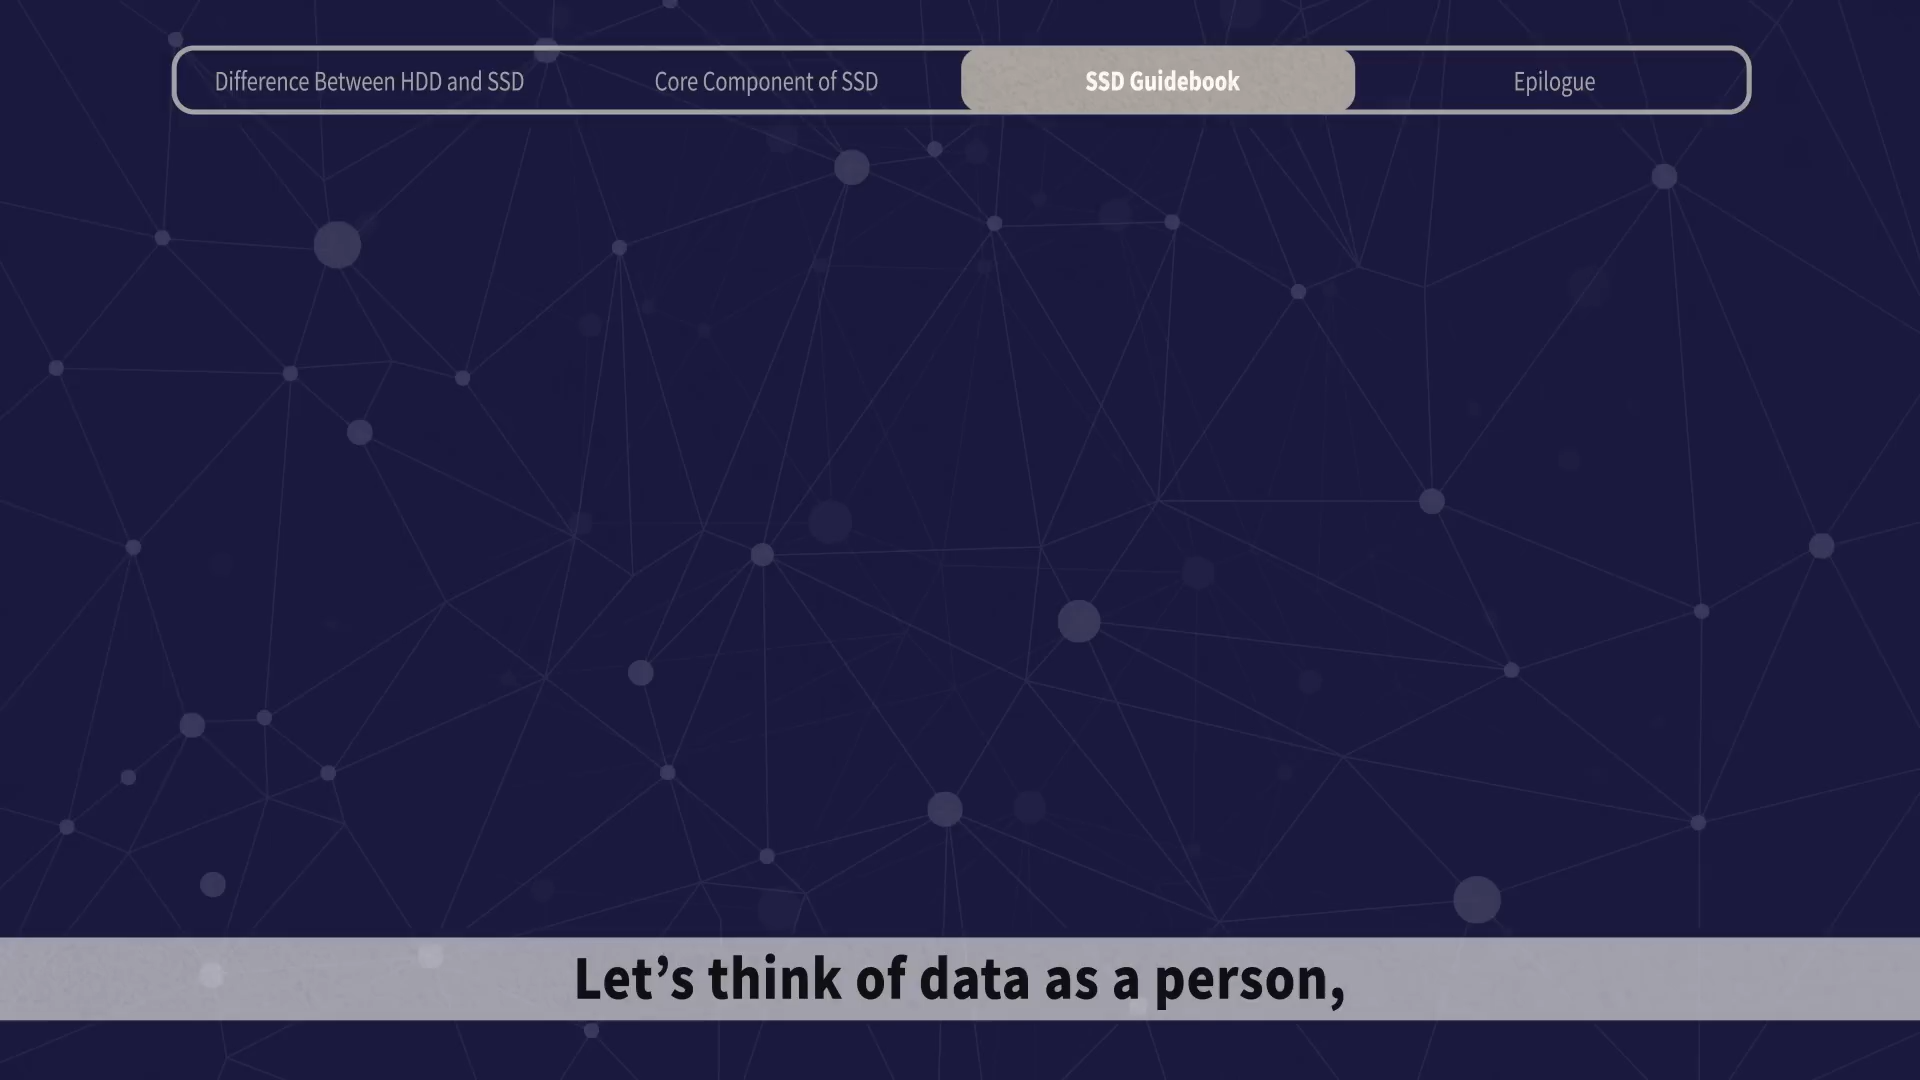 Difference Between HDD and SSD
Core Component of SSD
SSD Guidebook
Epilogue
Let’s think of data as a person,